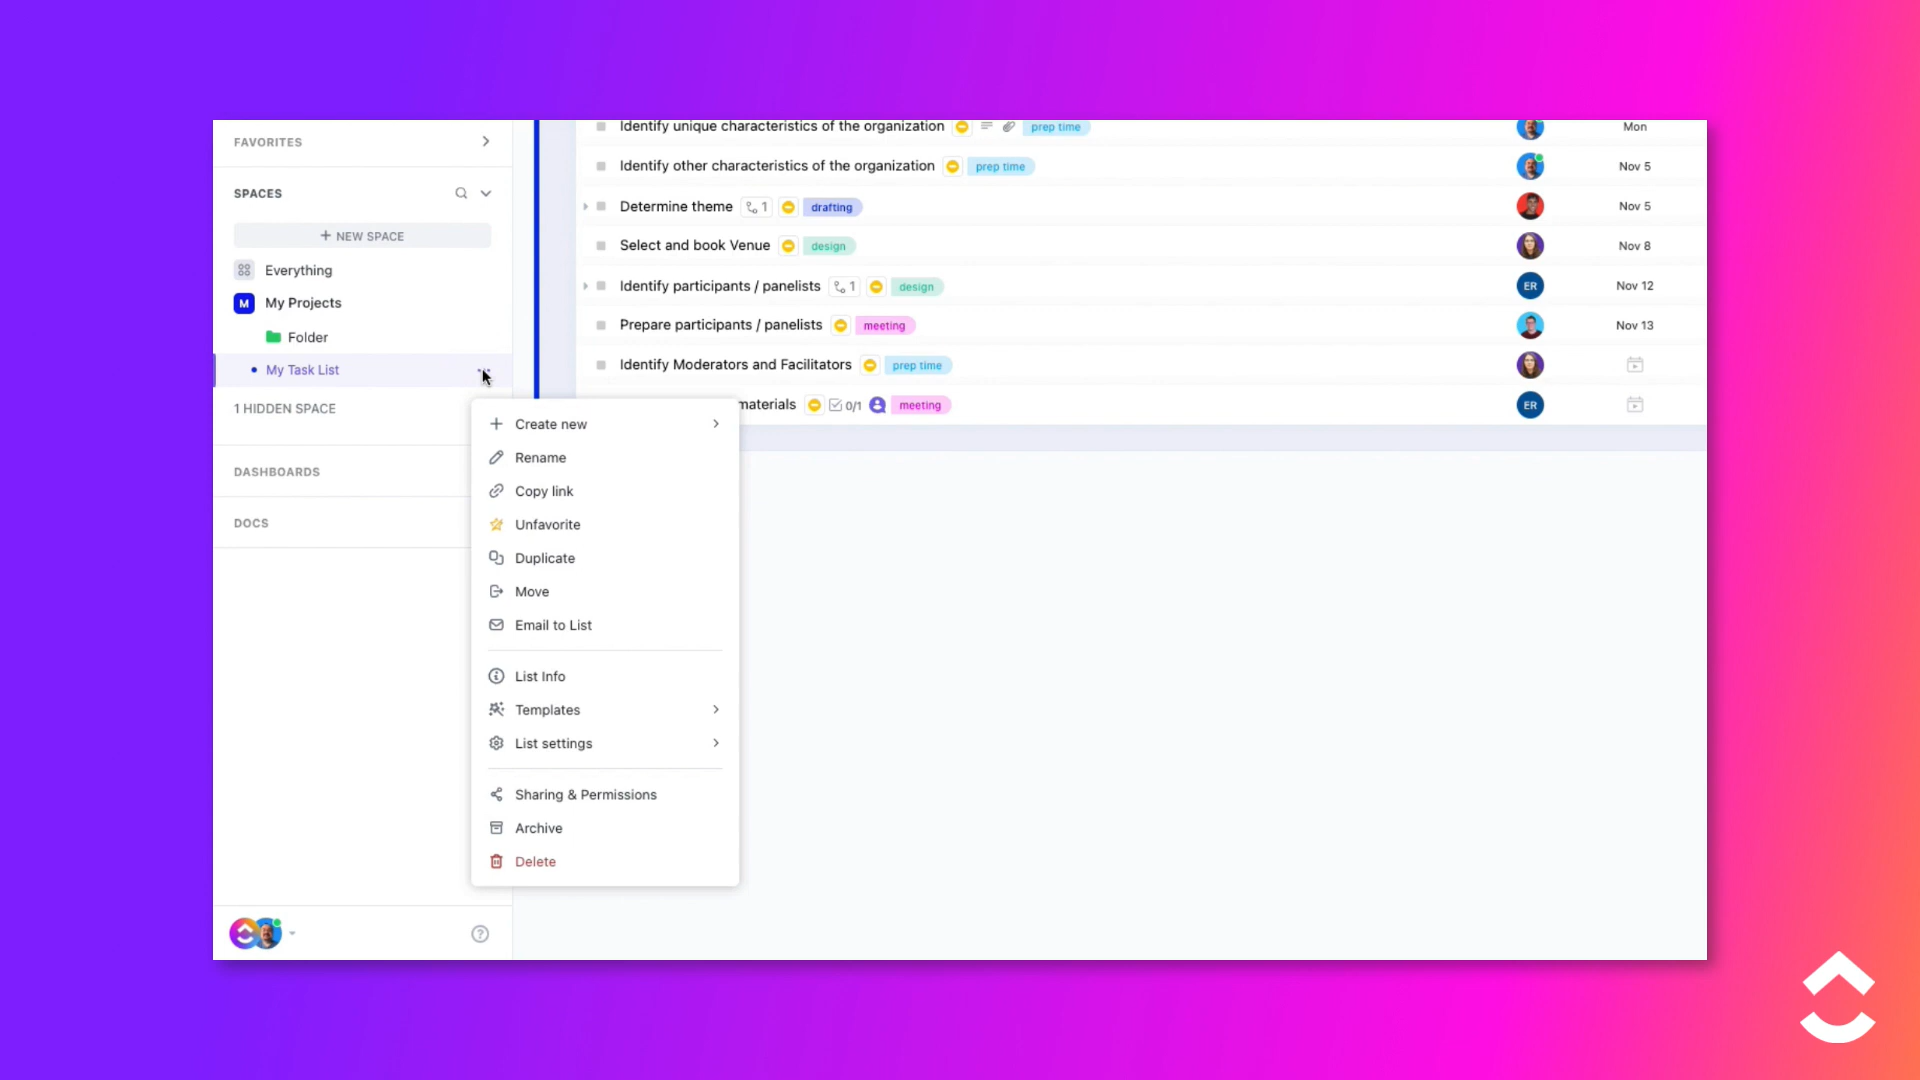 FAVORITES
SPACES
+ NEW SPACE
Everything
M My Projects
Folder
My Task List
1 HIDDEN SPACE
DASHBOARDS
DOCS
Identify unique characteristics of the organization prep time Mon
Identify other characteristics of the organization prep time Nov 5
Determine theme 1 drafting Nov 5
Select and book Venue design Nov 8
Identify participants / panelists 1 design ER Nov 12
Prepare participants / panelists meeting Nov 13
Identify Moderators and Facilitators prep time
materials 0/1 meeting ER
Create new
Rename
Copy link
Unfavorite
Duplicate
Move
Email to List
List Info
Templates
List settings
Sharing & Permissions
Archive
Delete